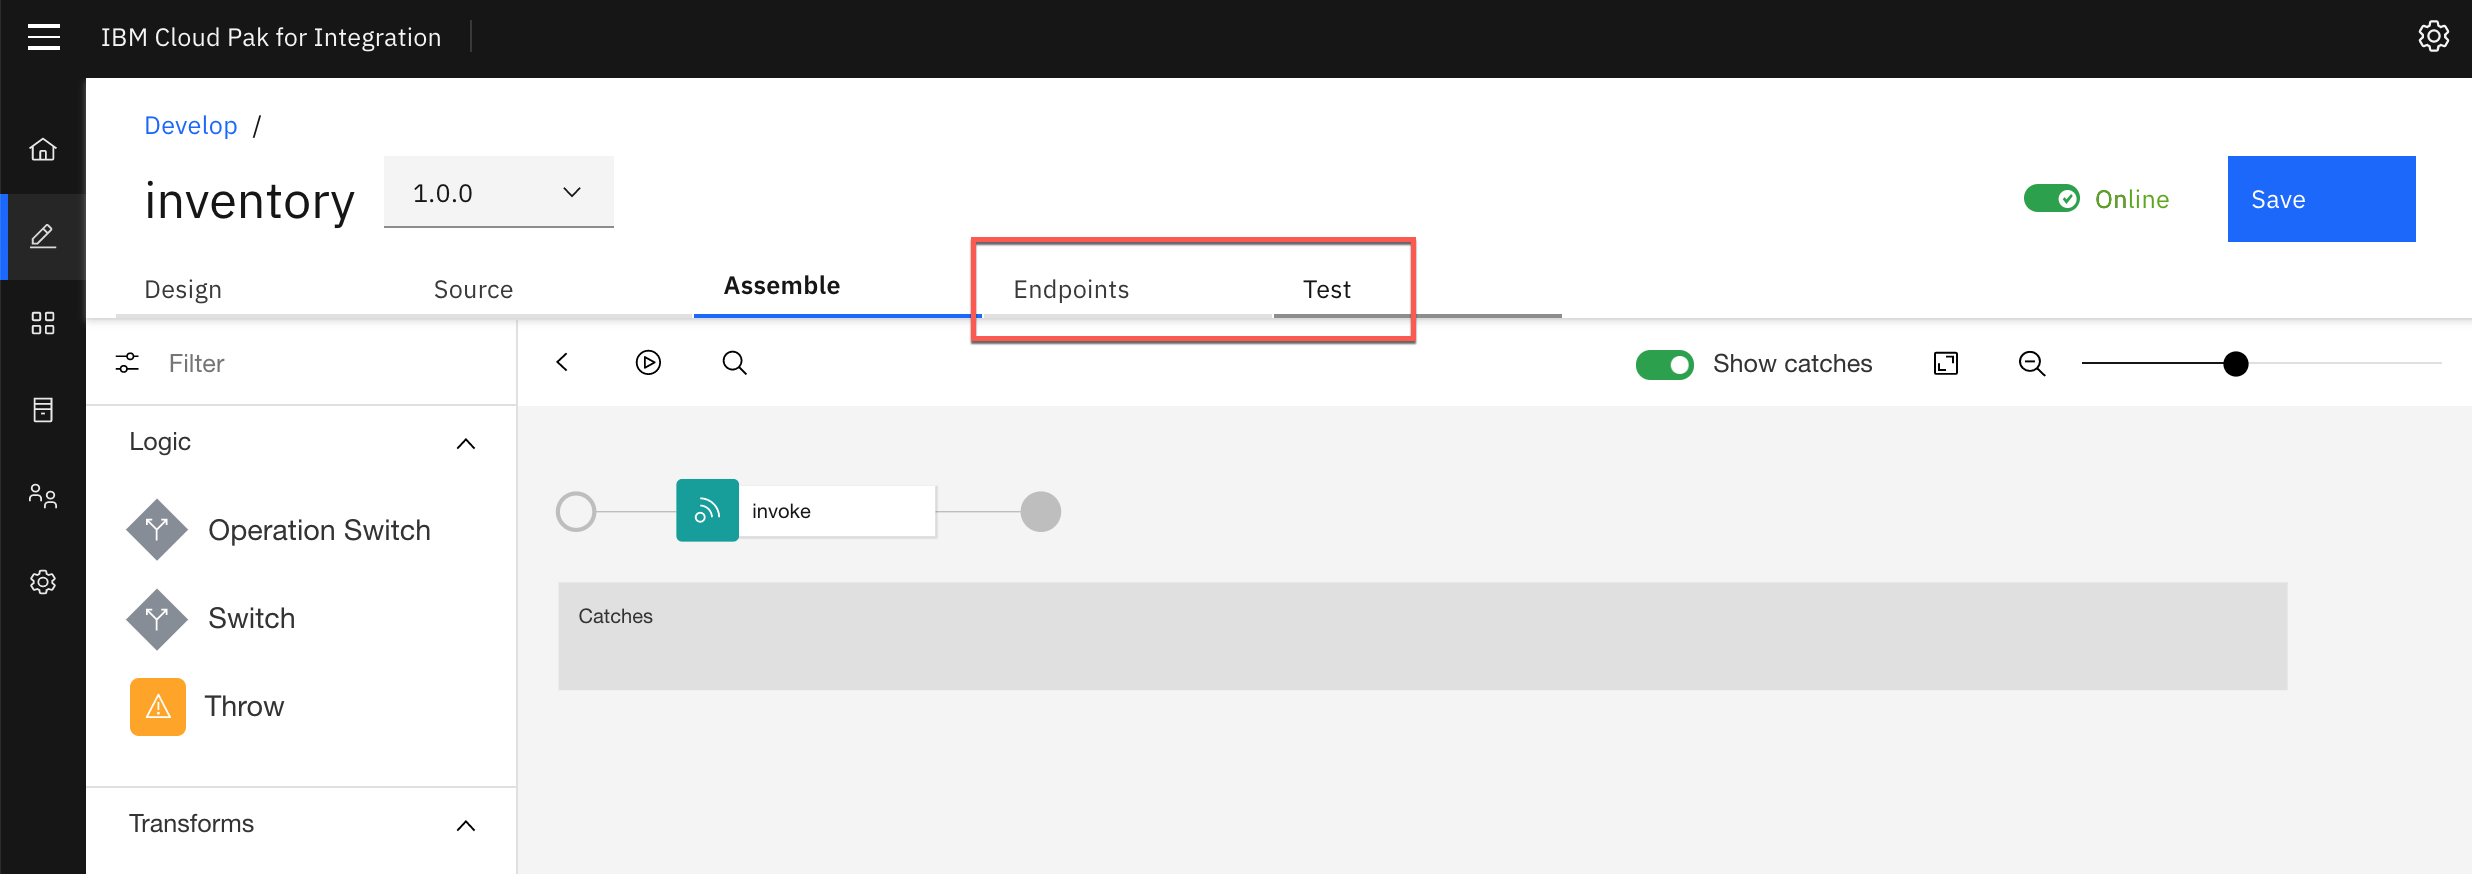 IBM Cloud Pak for Integration
Develop /
inventory
1.0.0
Online
Save
Design
Source
Assemble
Endpoints
Test
Filter
Show catches
Logic
Operation Switch
Switch
Throw
Transforms
invoke
Catches